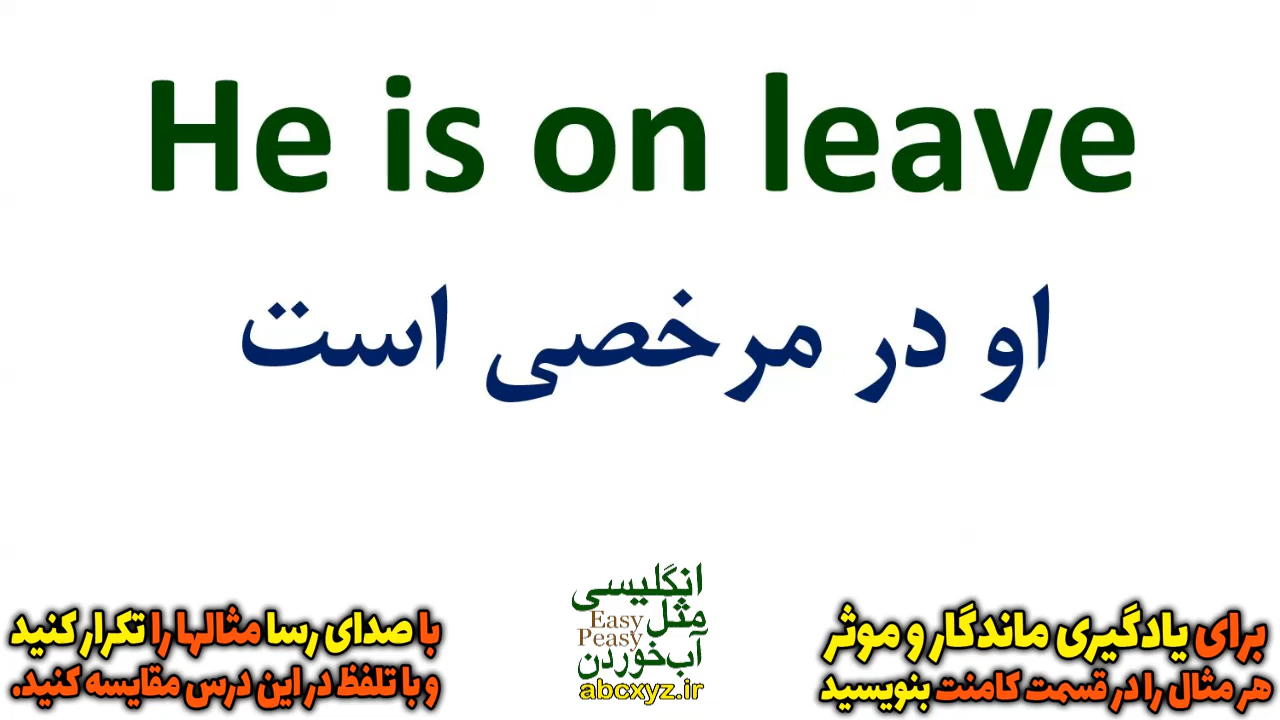 He is on leave
او در مرخصی است
برای یادگیری ماندگار و موثر
هر مثال را در قسمت کامنت بنویسید
انگلیسی
مثل
Easy
Peasy
آب‌خوردن
abcxyz.ir
با صدای رسا مثالها را تکرار کنید
و با تلفظ در این درس مقایسه کنید.